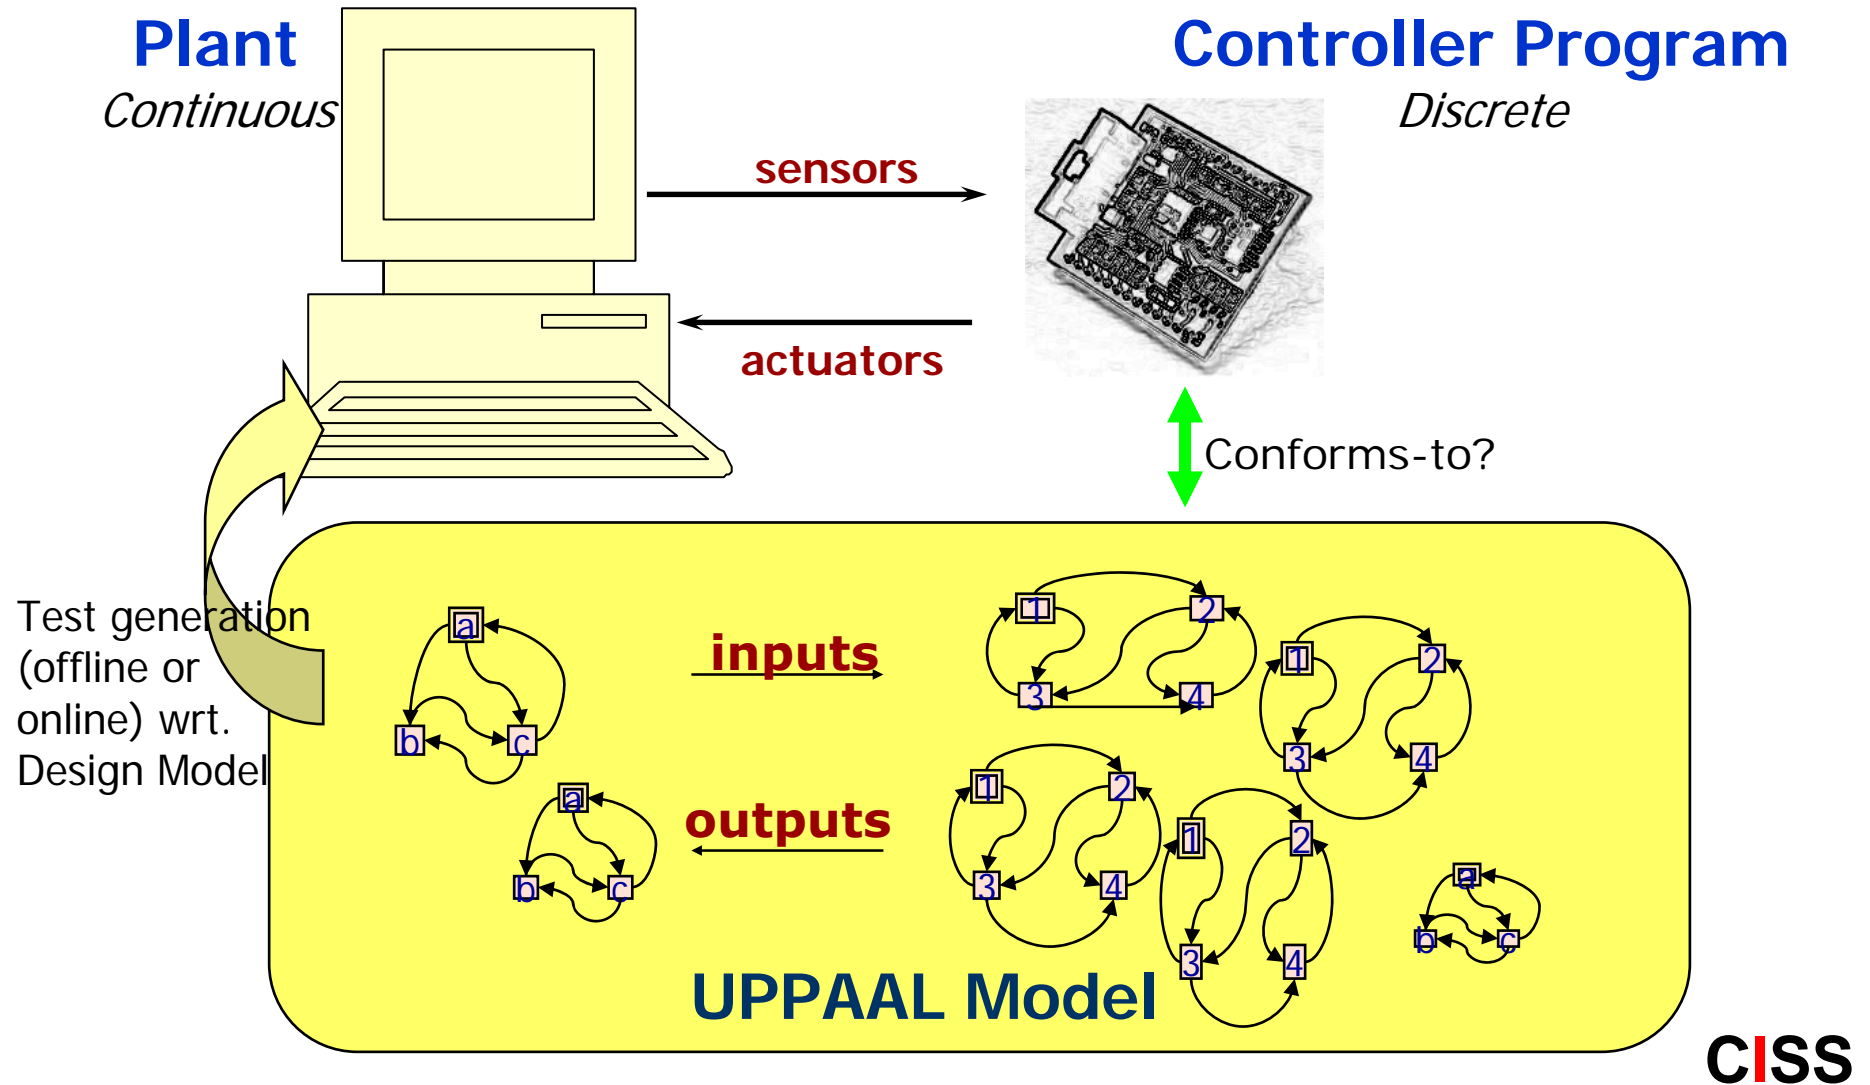 Plant
Continuous
Controller Program
Discrete
sensors
actuators
Conforms-to?
Test generation
(offline or
online) wrt.
Design Model
a
b
c
a
b
c
inputs
outputs
1
2
3
4
1
2
3
4
1
2
3
4
1
2
3
4
a
b
c
UPPAAL Model
CISS